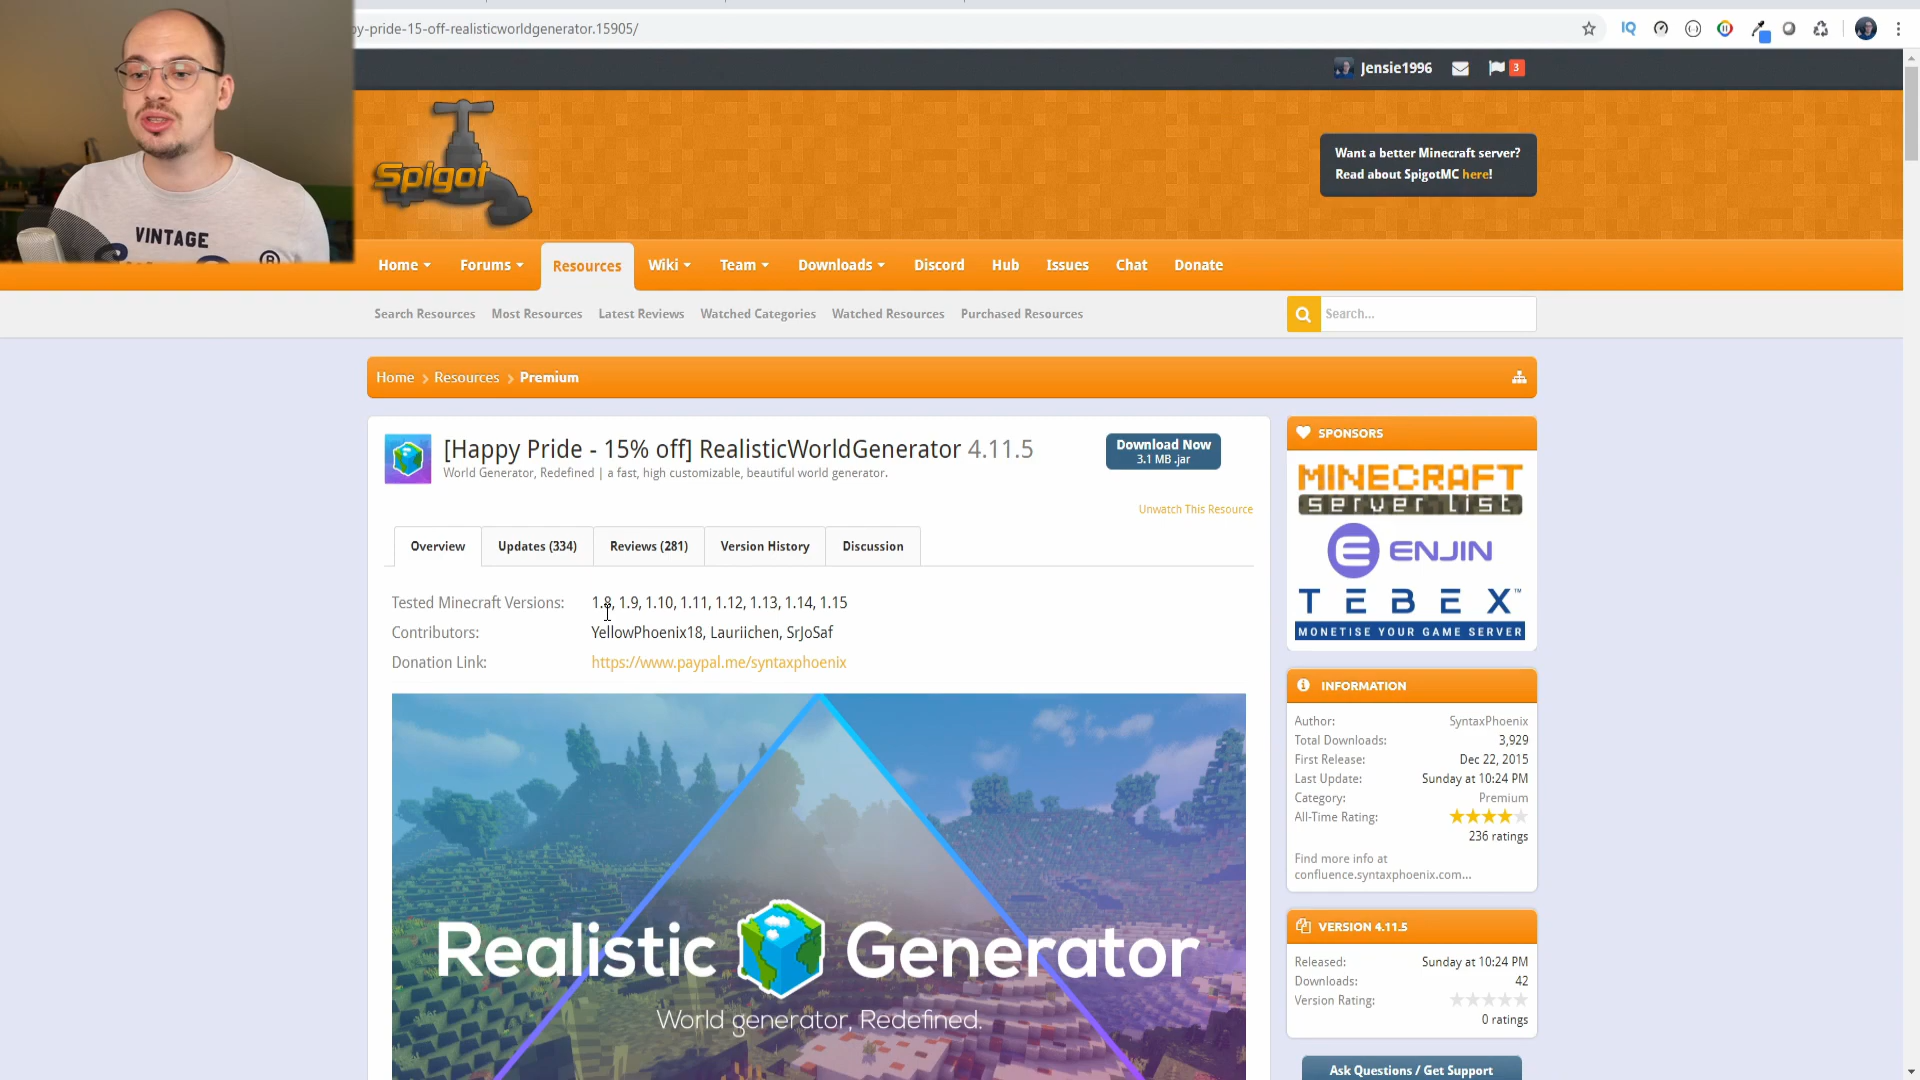 y-pride-15-off-realisticworldgenerator.15905/
IQ
Jensie1996
3
Spigot
Want a better Minecraft server?
Read about SpigotMC here!
VINTAGE
Home
Forums
Resources
Wiki
Team
Downloads
Discord
Hub
Issues
Chat
Donate
Search Resources
Most Resources
Latest Reviews
Watched Categories
Watched Resources
Purchased Resources
Search...
Home
Resources
Premium
[Happy Pride - 15% off] RealisticWorldGenerator 4.11.5
World Generator, Redefined | a fast, high customizable, beautiful world generator.
Download Now
3.1 MB .jar
Unwatch This Resource
Overview
Updates (334)
Reviews (281)
Version History
Discussion
Tested Minecraft Versions: 1.8, 1.9, 1.10, 1.11, 1.12, 1.13, 1.14, 1.15
Contributors: YellowPhoenix18, Lauriichen, SrJoSaf
Donation Link: https://www.paypal.me/syntaxphoenix
Realistic Generator
World generator, Redefined.
SPONSORS
MINECRAFT
server list
ENJIN
TEBEX™
MONETISE YOUR GAME SERVER
INFORMATION
Author: SyntaxPhoenix
Total Downloads: 3,929
First Release: Dec 22, 2015
Last Update: Sunday at 10:24 PM
Category: Premium
All-Time Rating:
236 ratings
Find more info at
confluence.syntaxphoenix.com...
VERSION 4.11.5
Released: Sunday at 10:24 PM
Downloads: 42
Version Rating:
0 ratings
Ask Questions / Get Support